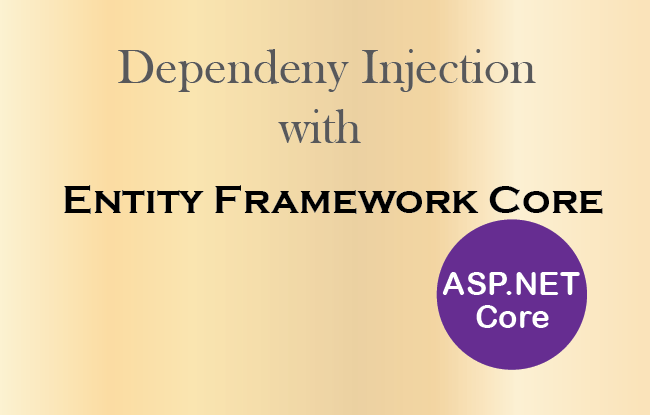 Dependeny Injection
with
ENTITY FRAMEWORK CORE
ASP.NET
Core